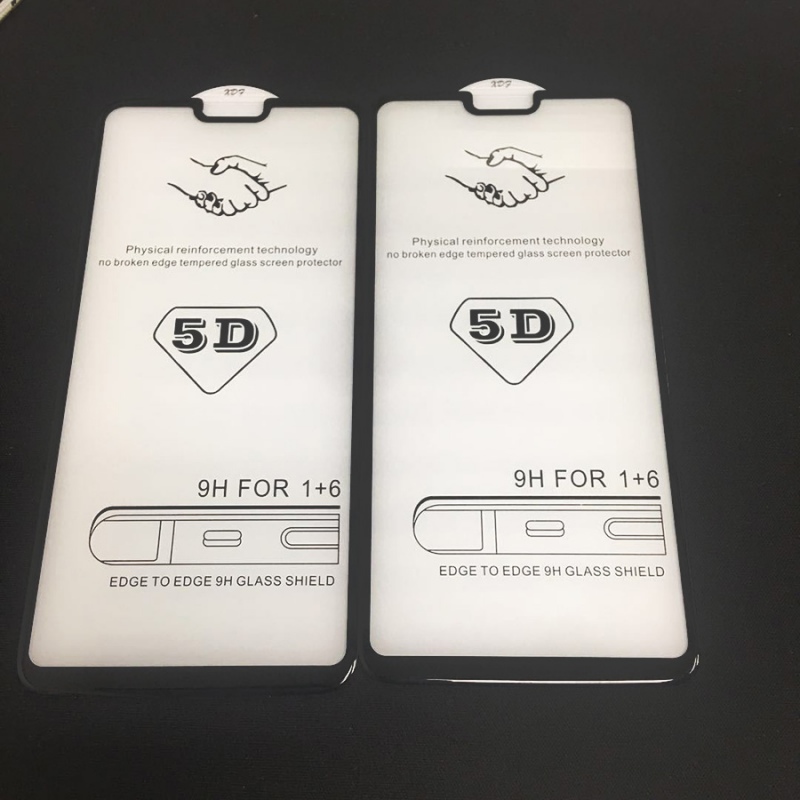 XDF
Physical reinforcement technology
no broken edge tempered glass screen protector
5D
9H FOR 1+6
EDGE TO EDGE 9H GLASS SHIELD
XDF
Physical reinforcement technology
no broken edge tempered glass screen protector
5D
9H FOR 1+6
EDGE TO EDGE 9H GLASS SHIELD